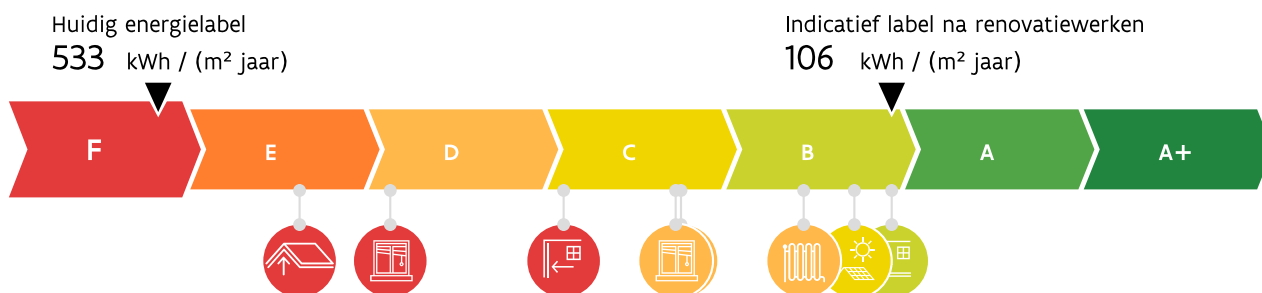 Huidig energielabel
533 kWh / (m² jaar)
Indicatief label na renovatiewerken
106 kWh / (m² jaar)
F E D C B A A+